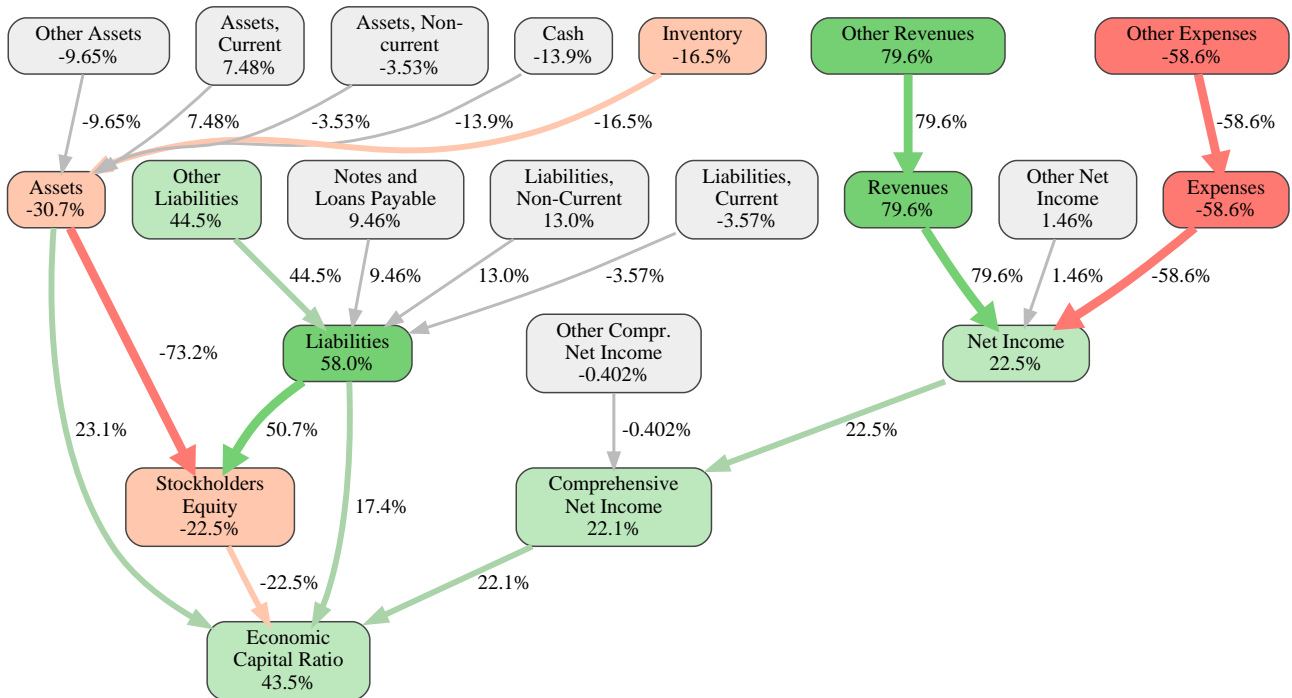 Other Assets
-9.65%
Assets,
Current
7.48%
Assets, Non-
current
-3.53%
Cash
-13.9%
Inventory
-16.5%
Other Revenues
79.6%
Other Expenses
-58.6%
-9.65%
7.48%
-3.53%
-13.9%
-16.5%
79.6%
-58.6%
Assets
-30.7%
Other
Liabilities
44.5%
Notes and
Loans Payable
9.46%
Liabilities,
Non-Current
13.0%
Liabilities,
Current
-3.57%
Revenues
79.6%
Other Net
Income
1.46%
Expenses
-58.6%
44.5%
9.46%
13.0%
-3.57%
79.6%
1.46%
-58.6%
Liabilities
58.0%
Other Compr.
Net Income
-0.402%
Net Income
22.5%
-73.2%
23.1%
50.7%
-0.402%
22.5%
Stockholders
Equity
-22.5%
17.4%
Comprehensive
Net Income
22.1%
-22.5%
22.1%
Economic
Capital Ratio
43.5%